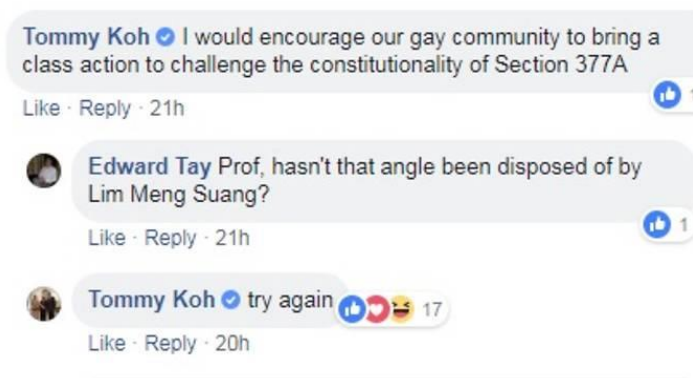 Tommy Koh I would encourage our gay community to bring a
class action to challenge the constitutionality of Section 377A
Like · Reply · 21h
Edward Tay Prof, hasn't that angle been disposed of by
Lim Meng Suang?
1
Like · Reply · 21h
Tommy Koh try again
17
Like · Reply · 20h